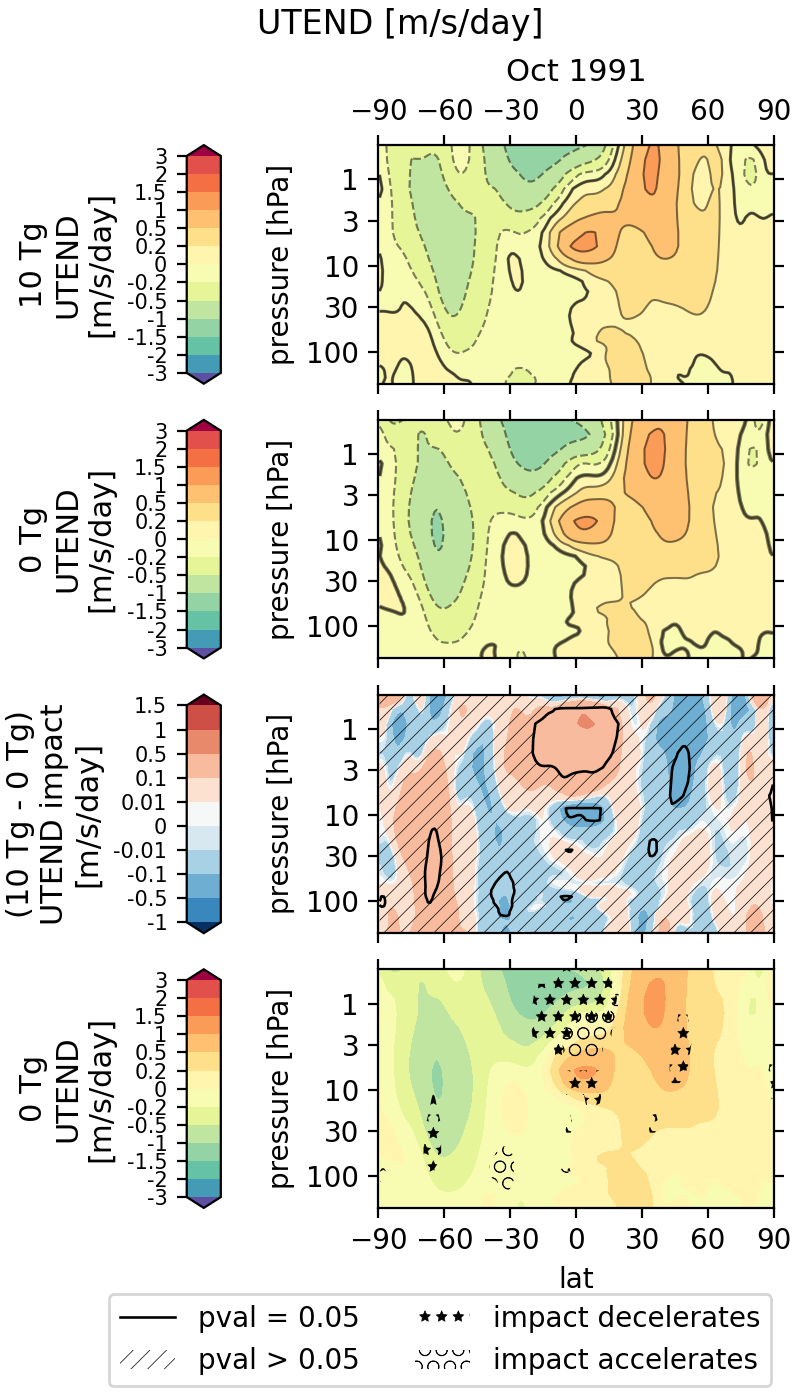 UTEND [m/s/day]
Oct 1991
−90 −60 −30 0 30 60 90
10 Tg
UTEND
[m/s/day]
3
2
1.5
1
0.5
0.2
0
-0.2
-0.5
-1
-1.5
-2
-3
pressure [hPa]
1
3
10
30
100
0 Tg
UTEND
[m/s/day]
3
2
1.5
1
0.5
0.2
0
-0.2
-0.5
-1
-1.5
-2
-3
pressure [hPa]
1
3
10
30
100
(10 Tg - 0 Tg)
UTEND impact
[m/s/day]
1.5
1
0.5
0.1
0.01
0
-0.01
-0.1
-0.5
-1
pressure [hPa]
1
3
10
30
100
0 Tg
UTEND
[m/s/day]
3
2
1.5
1
0.5
0.2
0
-0.2
-0.5
-1
-1.5
-2
-3
pressure [hPa]
1
3
10
30
100
−90 −60 −30 0 30 60 90
lat
pval = 0.05
impact decelerates
pval > 0.05
impact accelerates